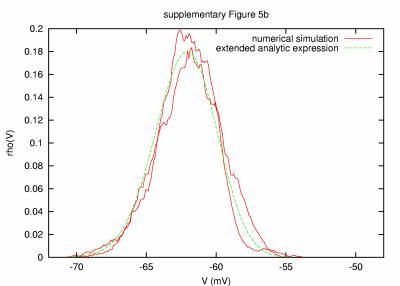 supplementary Figure 5b
numerical simulation
extended analytic expression
0.2
0.18
0.16
0.14
0.12
0.1
0.08
0.06
0.04
0.02
0
rho(V)
-70 -65 -60 -55 -50
V (mV)